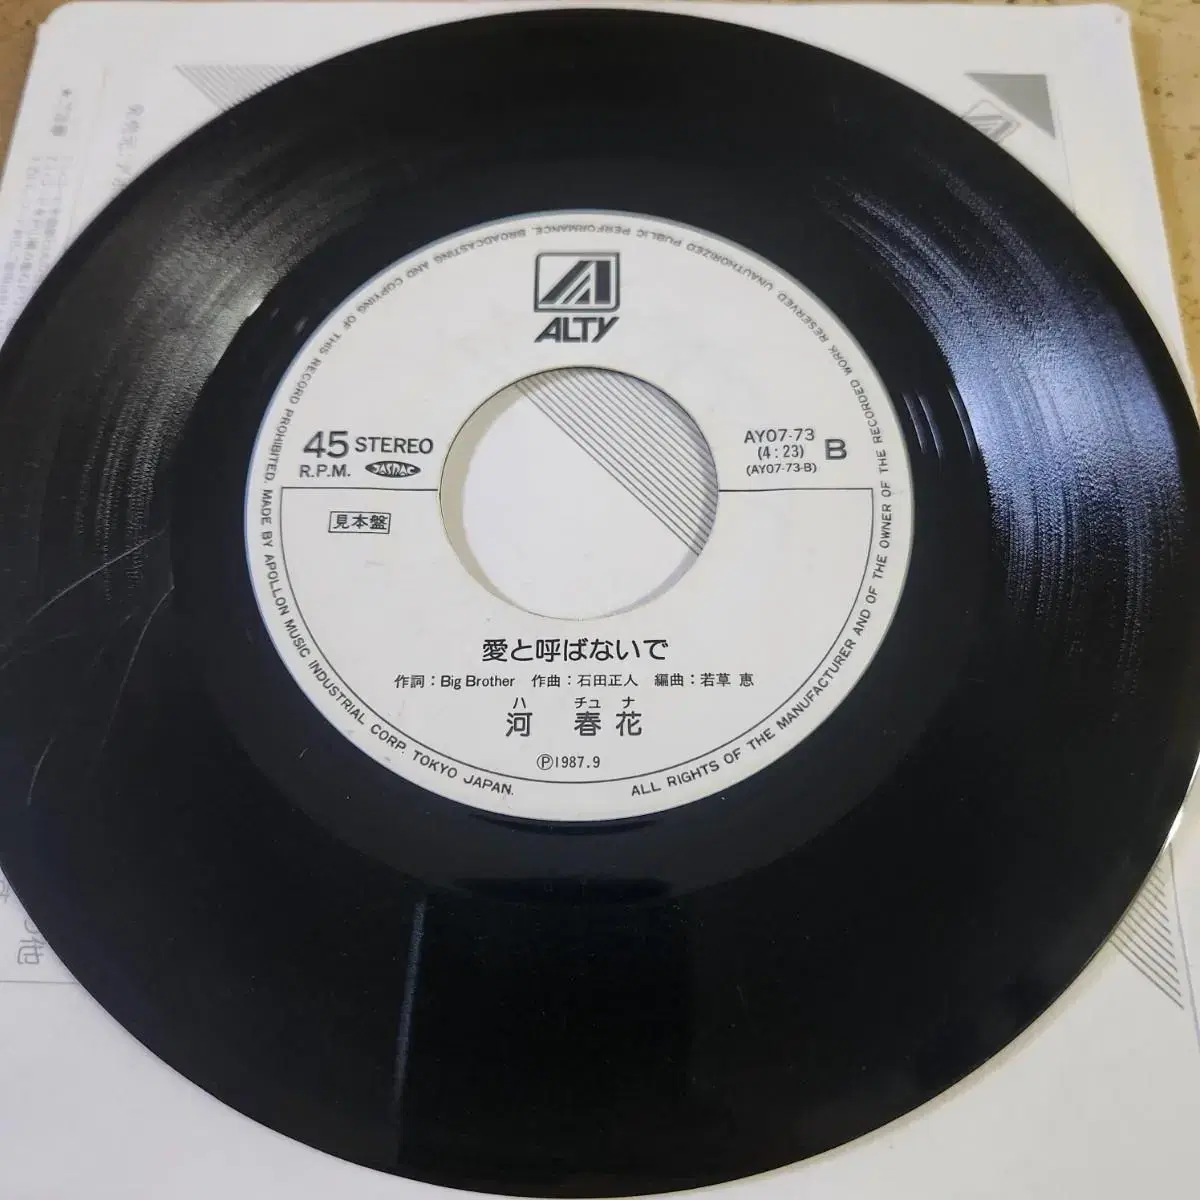 ALTY
45 STEREO
R.P.M. JASRAC
AY07-73
(4:23) B
(AY07-73-B)
見本盤
愛と呼ばないで
作詞：Big Brother 作曲：石田正人 編曲：若草 恵
ハ チュ ナ
河 春花
Ⓟ1987.9
ALL RIGHTS OF THE MANUFACTURER AND OF THE OWNER OF THE RECORDED WORK RESERVED. UNAUTHORIZED PUBLIC PERFORMANCE. BROADCASTING AND COPYING OF THIS RECORD PROHIBITED. MADE BY APOLLON MUSIC INDUSTRIAL CORP. TOKYO JAPAN.